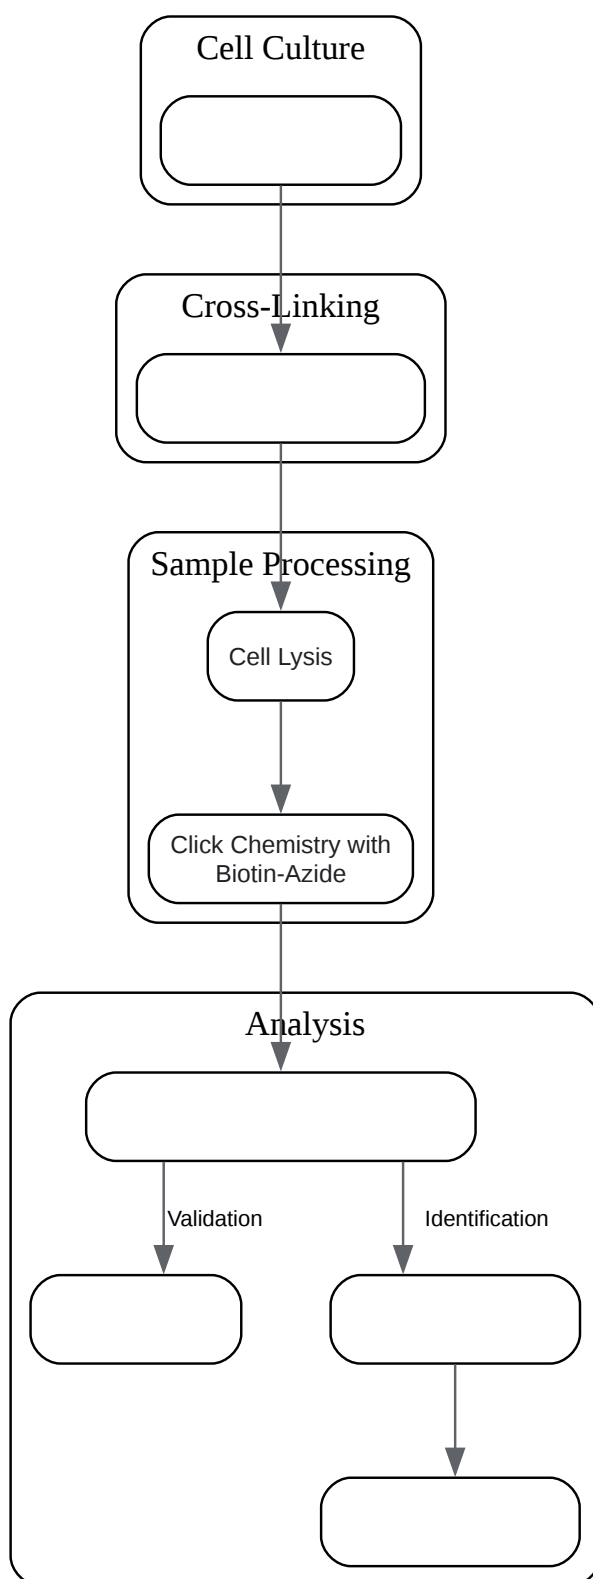 Cell Culture
Cross-Linking
Sample Processing
Cell Lysis
Click Chemistry with
Biotin-Azide
Analysis
Validation
Identification